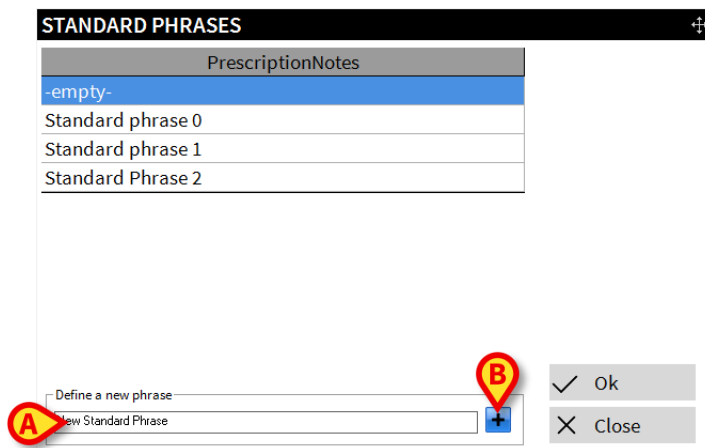 STANDARD PHRASES
PrescriptionNotes
-empty-
Standard phrase 0
Standard phrase 1
Standard Phrase 2
B
Ok
Define a new phrase
A
Standard Phrase
+
Close